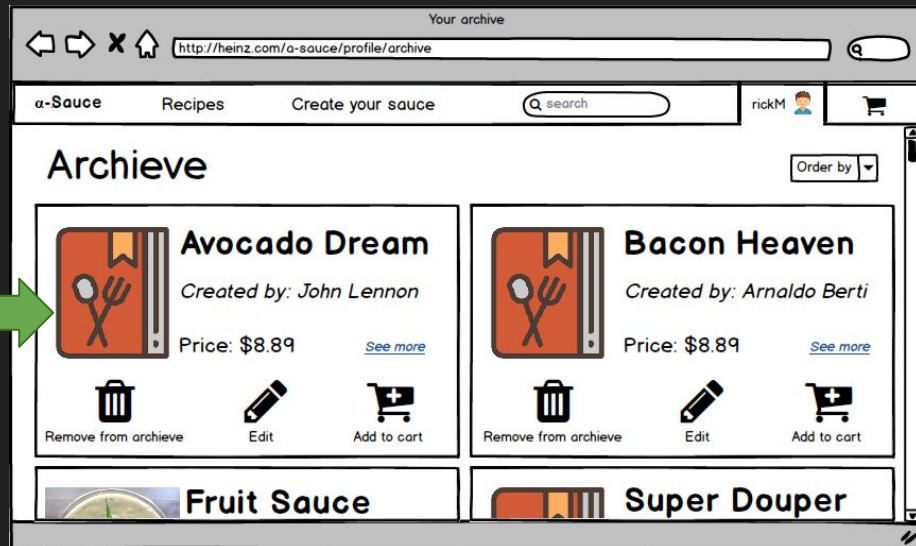 Your archive
http://heinz.com/α-sauce/profile/archive
α-Sauce Recipes Create your sauce search rickM
Archieve
Order by
Avocado Dream
Created by: John Lennon
Price: $8.89 See more
Remove from archieve Edit Add to cart
Bacon Heaven
Created by: Arnaldo Berti
Price: $8.89 See more
Remove from archieve Edit Add to cart
Fruit Sauce
Super Douper